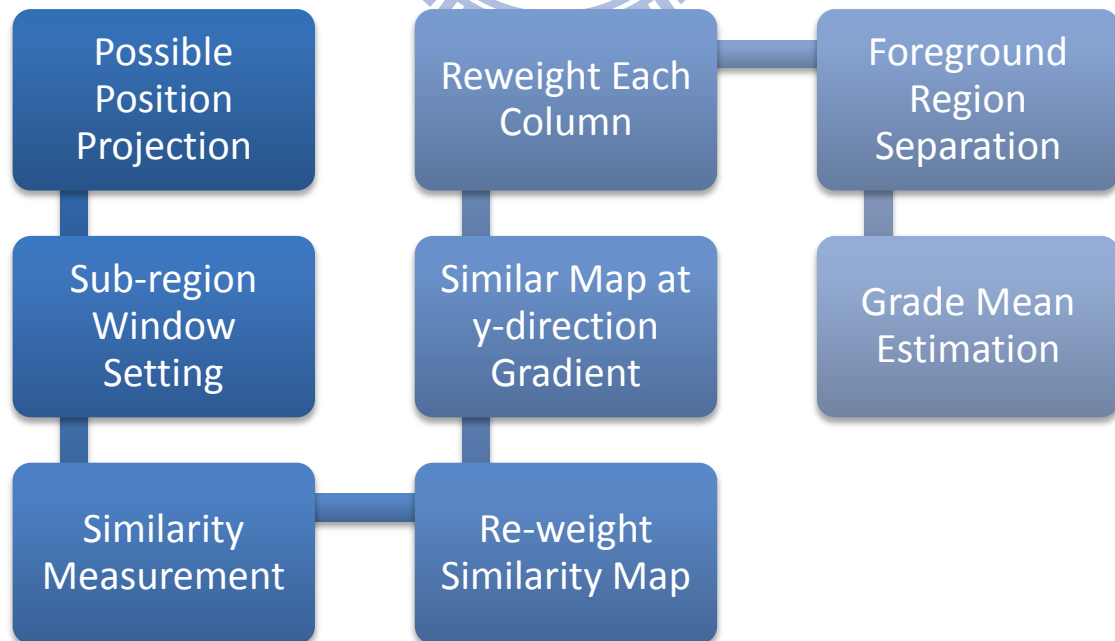 Possible
Position
Projection
Sub-region
Window
Setting
Similarity
Measurement
Re-weight
Similarity Map
Similar Map at
y-direction
Gradient
Reweight Each
Column
Foreground
Region
Separation
Grade Mean
Estimation